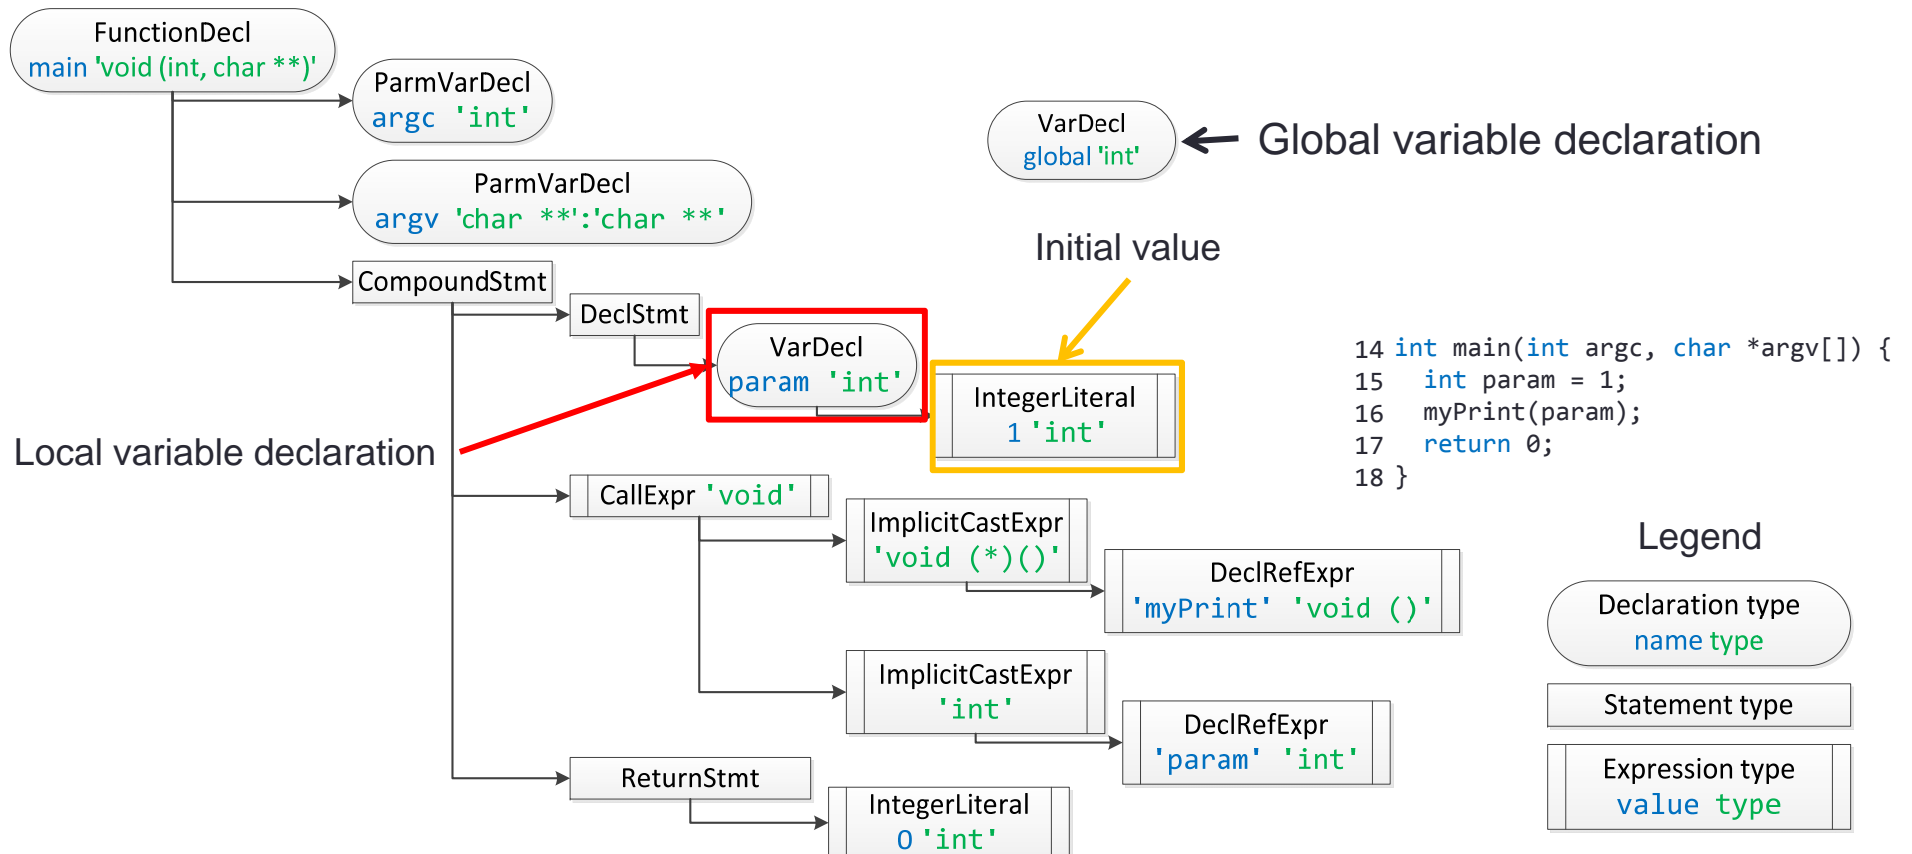 FunctionDecl
main 'void (int, char **)'
ParmVarDecl
argc 'int'
VarDecl
global 'int'
Global variable declaration
ParmVarDecl
argv 'char **':'char **'
Initial value
CompoundStmt
DeclStmt
VarDecl
param 'int'
IntegerLiteral
1 'int'
14 int main(int argc, char *argv[]) {
15 int param = 1;
16 myPrint(param);
17 return 0;
18 }
Local variable declaration
CallExpr 'void'
ImplicitCastExpr
'void (*)()'
DeclRefExpr
'myPrint' 'void ()'
ImplicitCastExpr
'int'
DeclRefExpr
'param' 'int'
ReturnStmt
IntegerLiteral
0 'int'
Legend
Declaration type
name type
Statement type
Expression type
value type